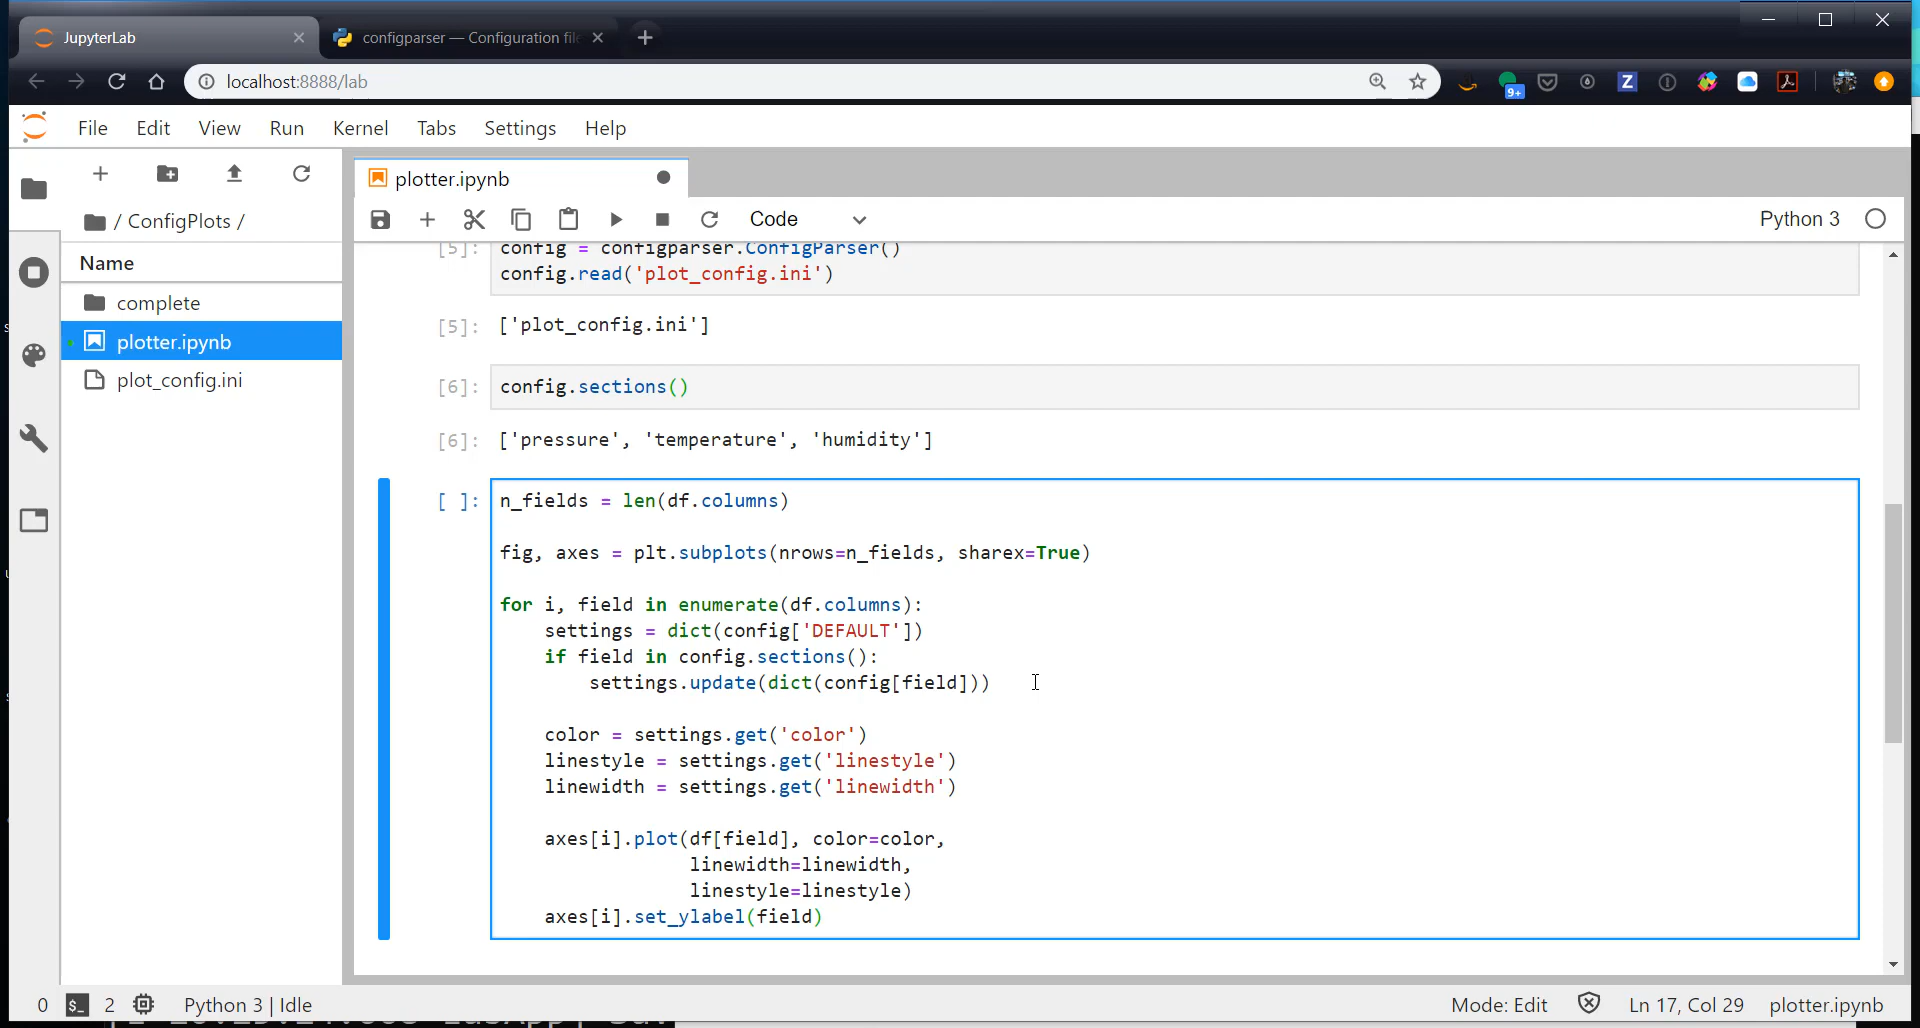 JupyterLab
configparser — Configuration file
localhost:8888/lab
9+
Z
File Edit View Run Kernel Tabs Settings Help
plotter.ipynb
/ ConfigPlots /
Code
Python 3
Name
complete
plotter.ipynb
plot_config.ini
[5]: config = configparser.ConfigParser()
config.read('plot_config.ini')
[5]: ['plot_config.ini']
[6]: config.sections()
[6]: ['pressure', 'temperature', 'humidity']
[ ]: n_fields = len(df.columns)
fig, axes = plt.subplots(nrows=n_fields, sharex=True)
for i, field in enumerate(df.columns):
settings = dict(config['DEFAULT'])
if field in config.sections():
settings.update(dict(config[field]))
color = settings.get('color')
linestyle = settings.get('linestyle')
linewidth = settings.get('linewidth')
axes[i].plot(df[field], color=color,
linewidth=linewidth,
linestyle=linestyle)
axes[i].set_ylabel(field)
0 $_ 2 Python 3 | Idle
Mode: Edit Ln 17, Col 29 plotter.ipynb